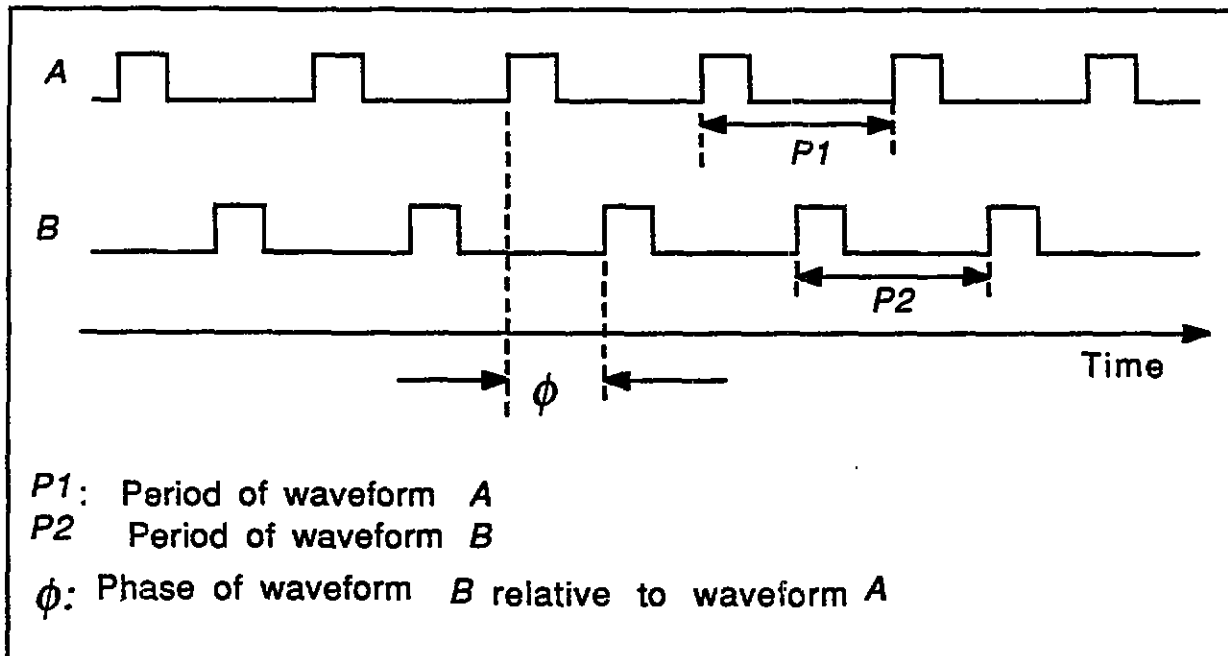 A
P1
B
P2
Time
ϕ
P1: Period of waveform A
P2 Period of waveform B
ϕ: Phase of waveform B relative to waveform A